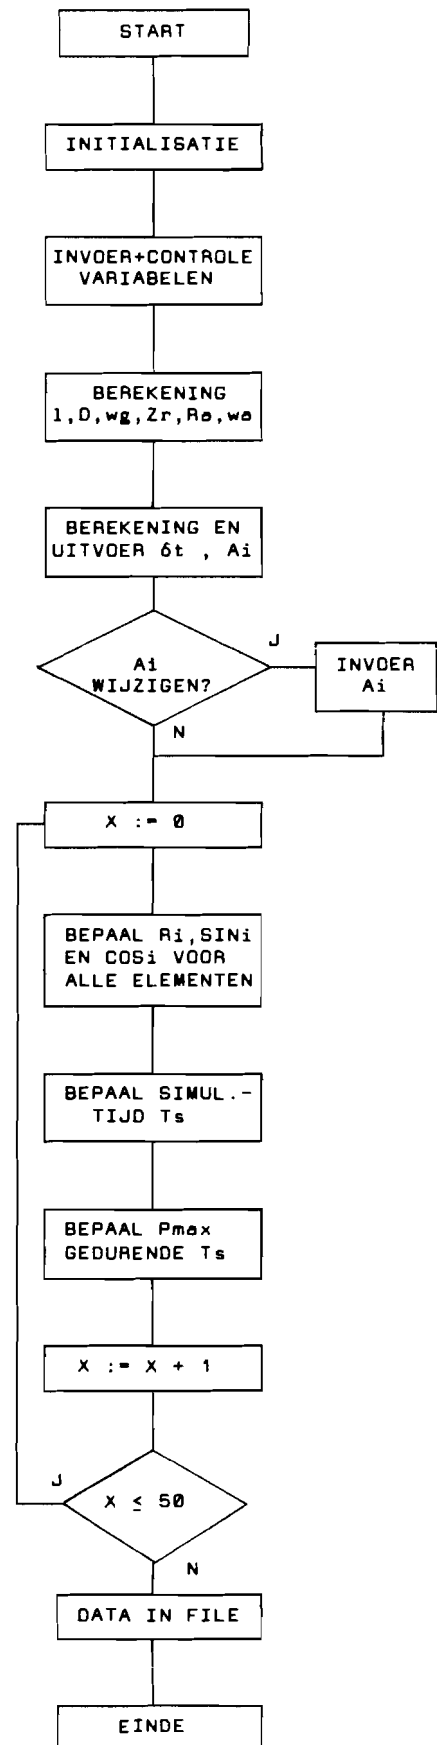 START
INITIALISATIE
INVOER+CONTROLE
VARIABELEN
BEREKENING
l,D,wg,Zr,Ra,wa
BEREKENING EN
UITVOER δt , Ai
Ai
WIJZIGEN?
J
INVOER
Ai
N
X := 0
BEPAAL Ri,SINi
EN COSi VOOR
ALLE ELEMENTEN
BEPAAL SIMUL.-
TIJD Ts
BEPAAL Pmax
GEDURENDE Ts
X := X + 1
J
X ≤ 50
N
DATA IN FILE
EINDE